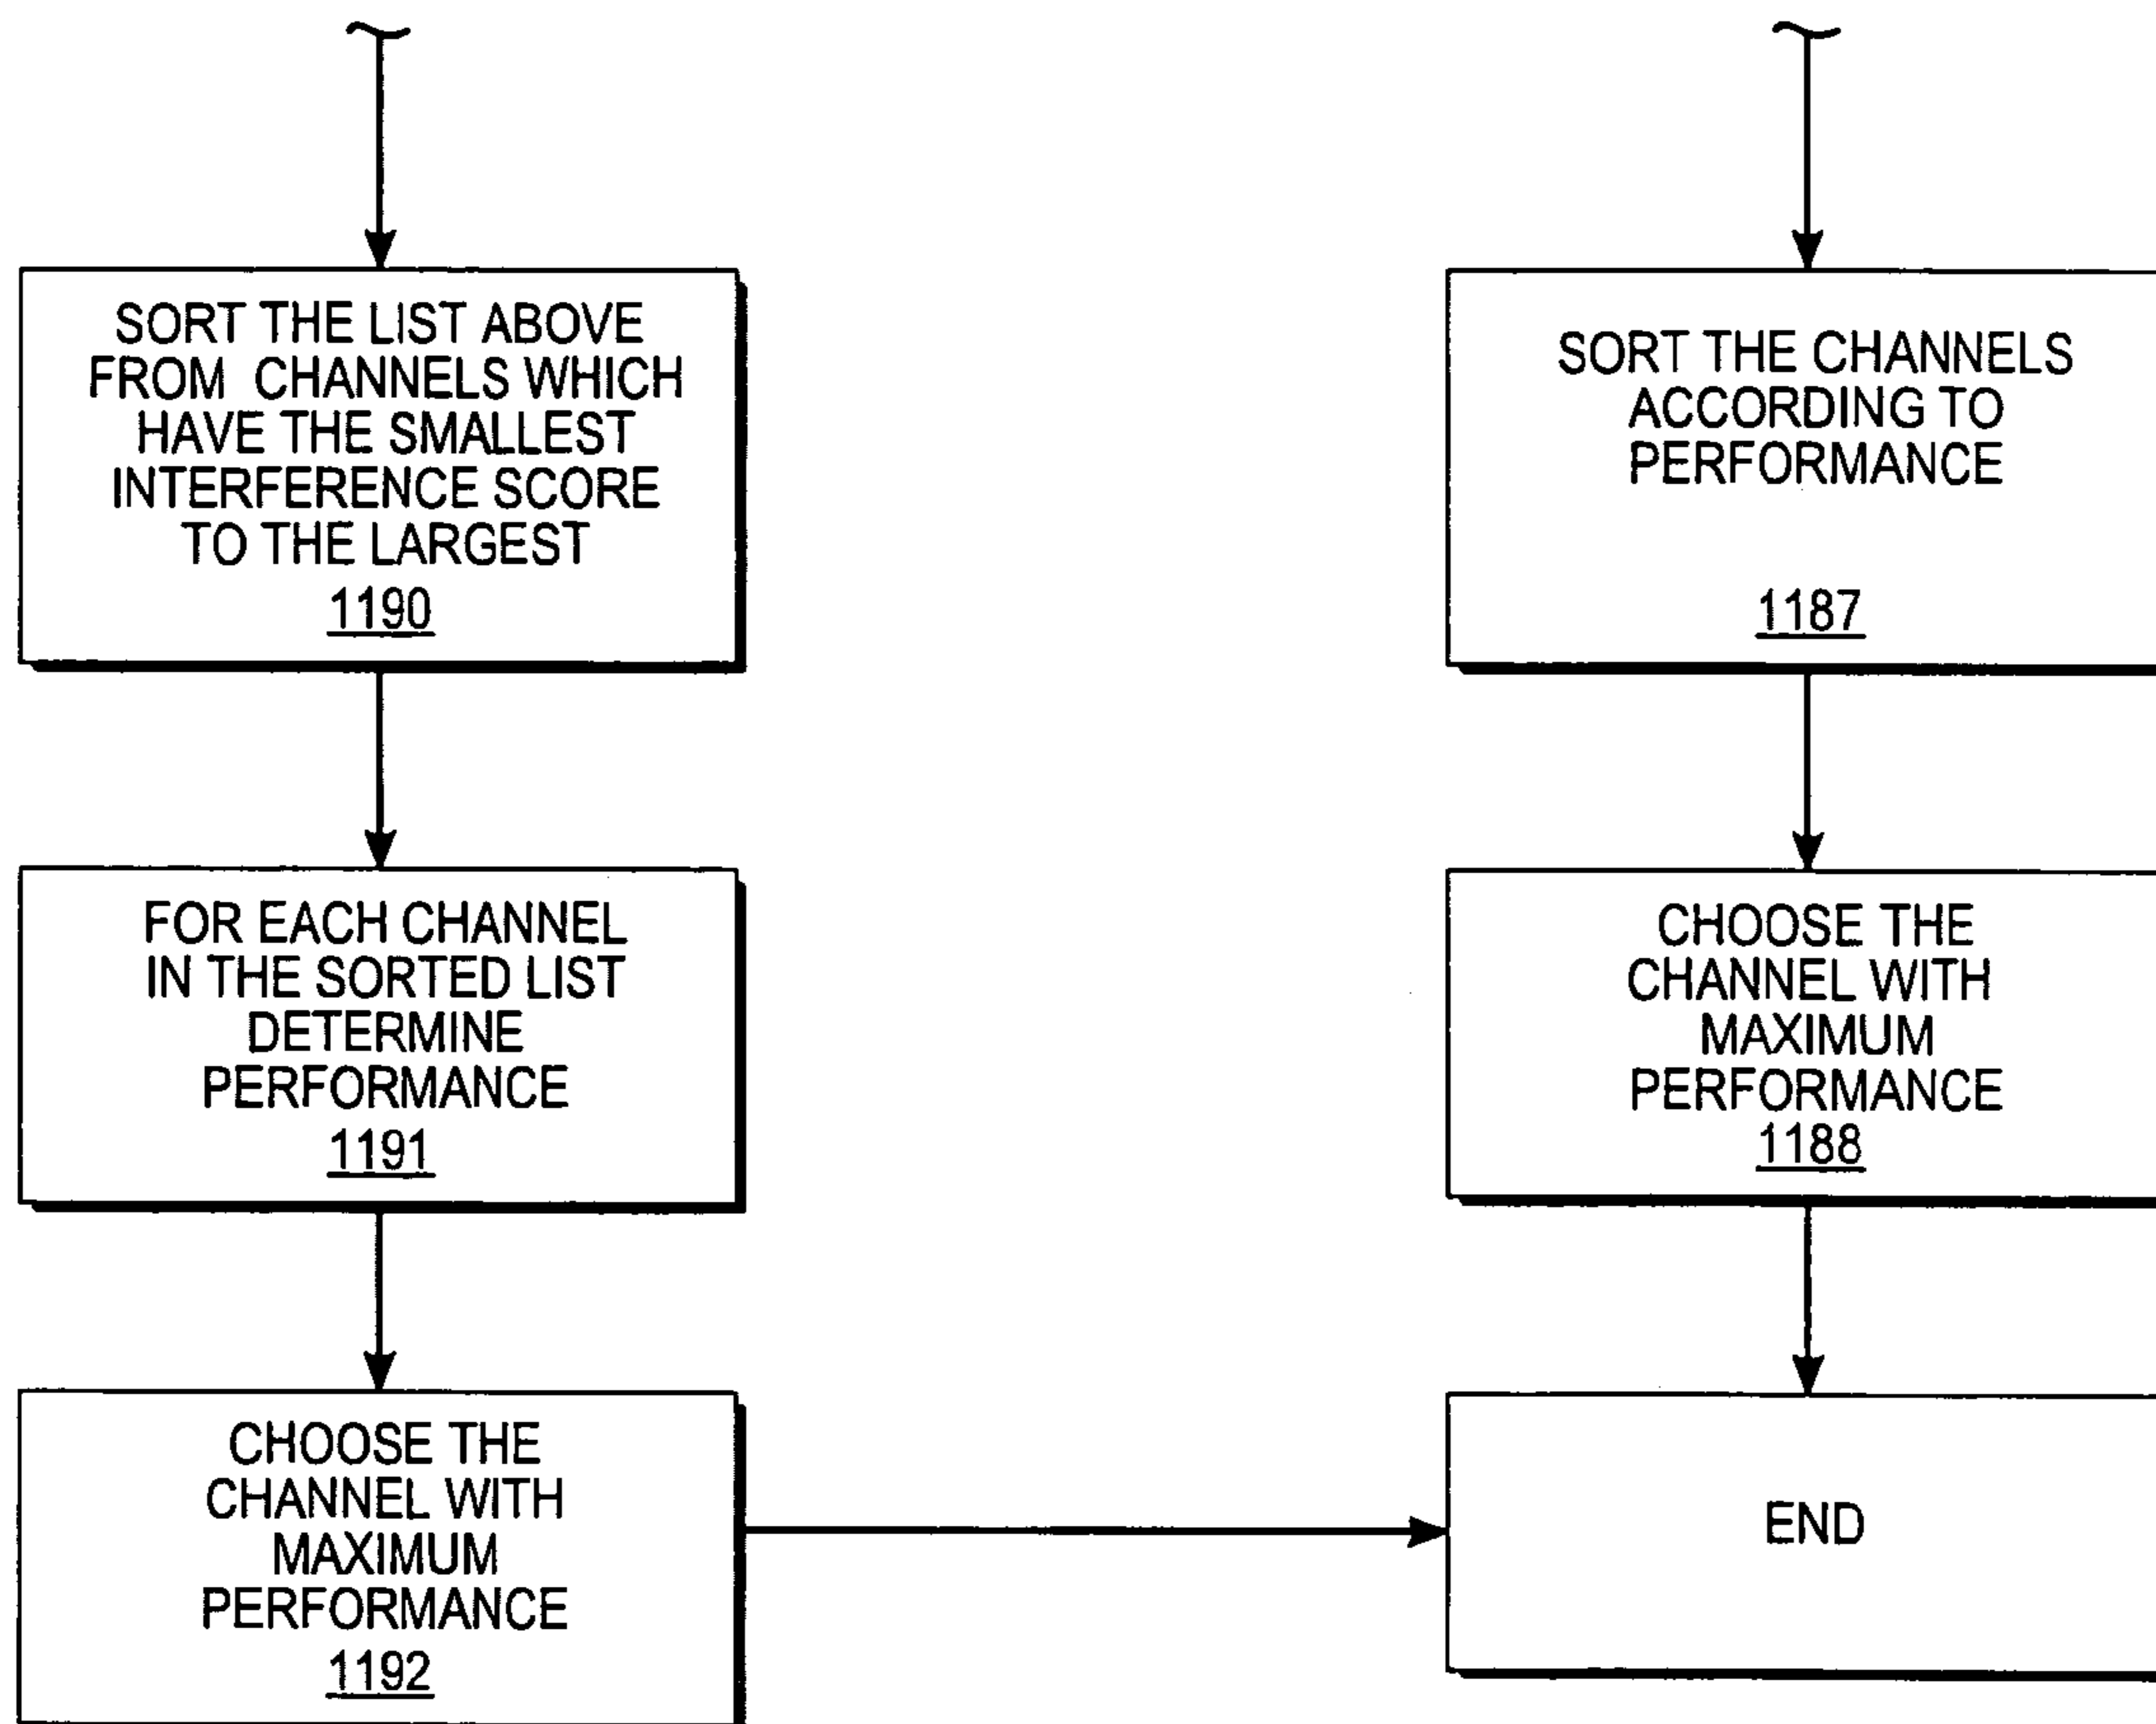 SORT THE LIST ABOVE
FROM CHANNELS WHICH
HAVE THE SMALLEST
INTERFERENCE SCORE
TO THE LARGEST
1190
FOR EACH CHANNEL
IN THE SORTED LIST
DETERMINE
PERFORMANCE
1191
CHOOSE THE
CHANNEL WITH
MAXIMUM
PERFORMANCE
1192
SORT THE CHANNELS
ACCORDING TO
PERFORMANCE
1187
CHOOSE THE
CHANNEL WITH
MAXIMUM
PERFORMANCE
1188
END